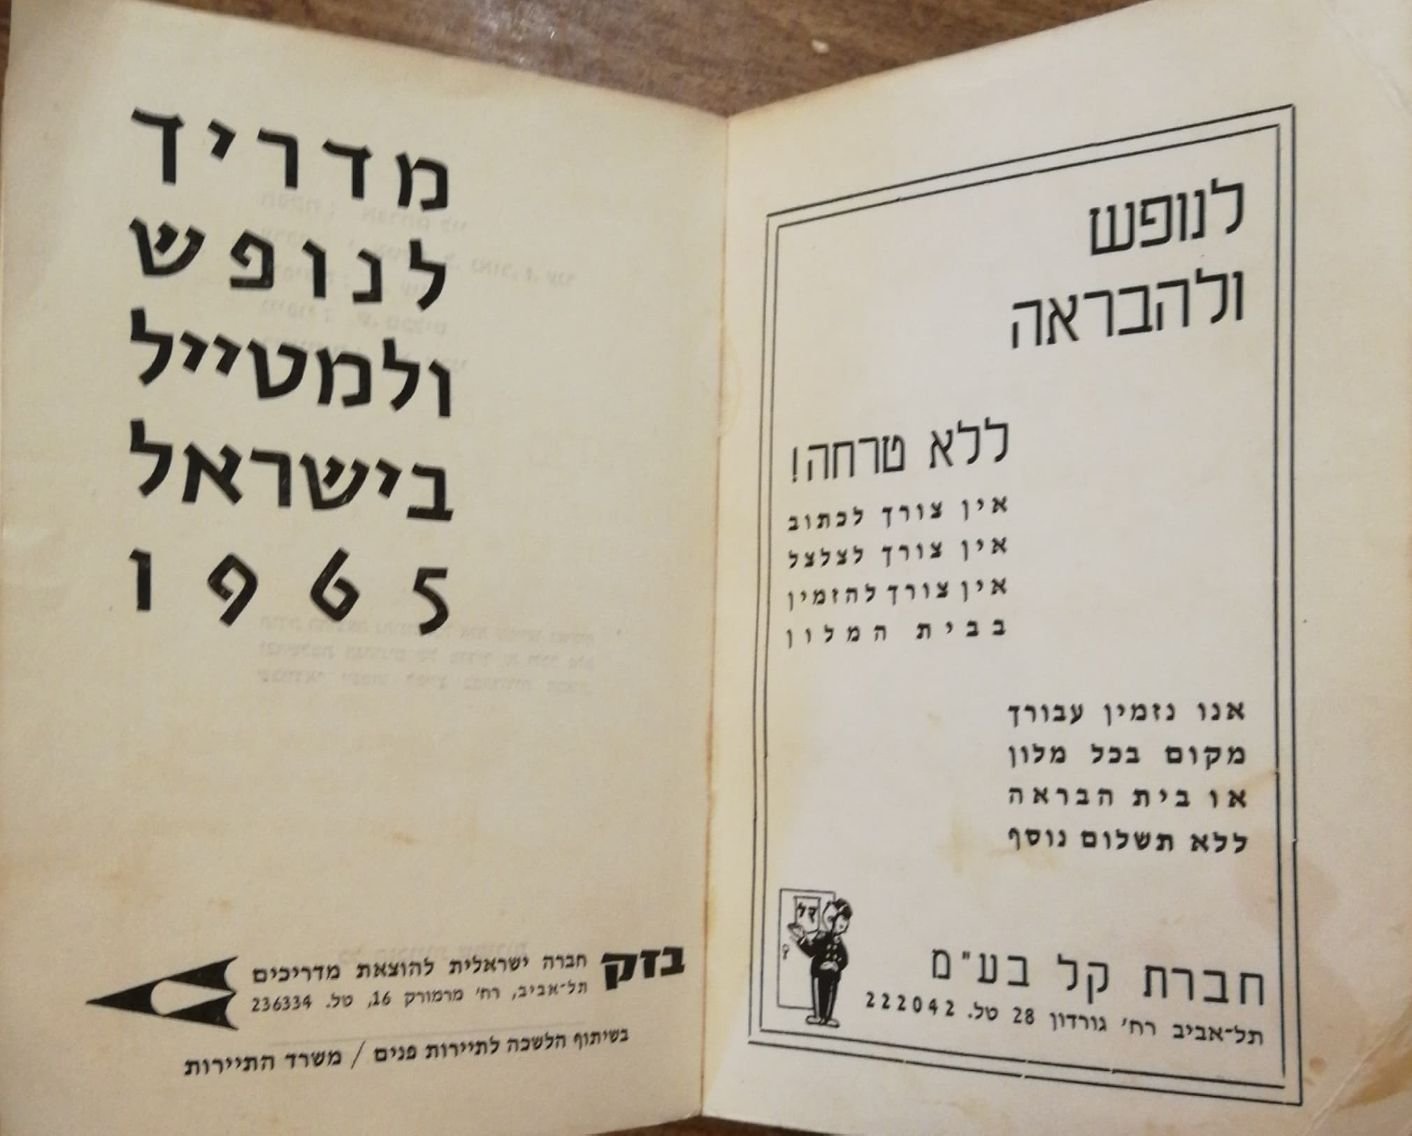 לנופש
ולהבראה
ללא טרחה!
אין צורך לכתוב
אין צורך לצלצל
אין צורך להזמין
בבית המלון
אנו נזמין עבורך
מקום בכל מלון
או בית הבראה
ללא תשלום נוסף
קל
חברת קל בע"מ
תל־אביב רח' גורדון 28 טל. 222042
מדריך
לנופש
ולמטייל
בישראל
1965
בזק
חברה ישראלית להוצאת מדריכים
תל־אביב, רח' מרמורק 16, טל. 236334
בשיתוף הלשכה לתיירות פנים / משרד התיירות